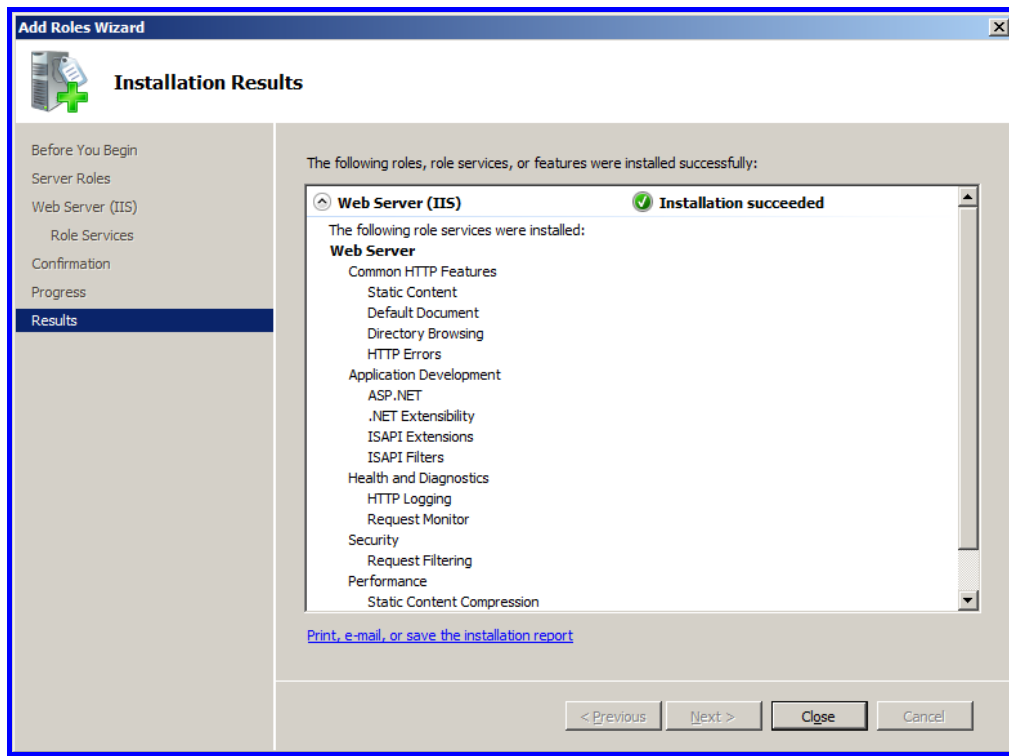 Add Roles Wizard
Installation Results
Before You Begin
Server Roles
Web Server (IIS)
Role Services
Confirmation
Progress
Results
The following roles, role services, or features were installed successfully:
Web Server (IIS) Installation succeeded
The following role services were installed:
Web Server
Common HTTP Features
Static Content
Default Document
Directory Browsing
HTTP Errors
Application Development
ASP.NET
.NET Extensibility
ISAPI Extensions
ISAPI Filters
Health and Diagnostics
HTTP Logging
Request Monitor
Security
Request Filtering
Performance
Static Content Compression
Print, e-mail, or save the installation report
< Previous Next > Close Cancel